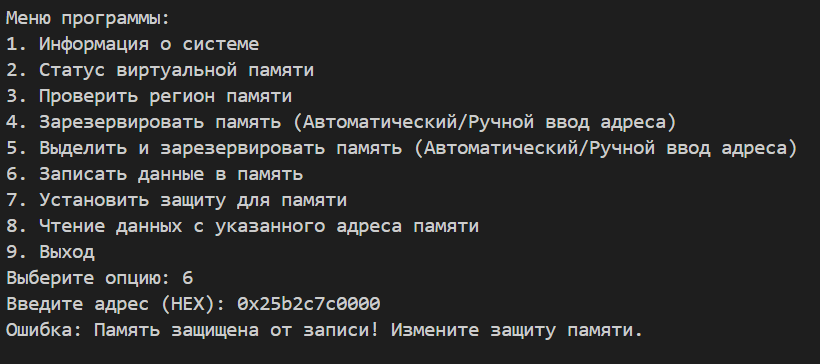 Меню программы:
1. Информация о системе
2. Статус виртуальной памяти
3. Проверить регион памяти
4. Зарезервировать память (Автоматический/Ручной ввод адреса)
5. Выделить и зарезервировать память (Автоматический/Ручной ввод адреса)
6. Записать данные в память
7. Установить защиту для памяти
8. Чтение данных с указанного адреса памяти
9. Выход
Выберите опцию: 6
Введите адрес (HEX): 0x25b2c7c0000
Ошибка: Память защищена от записи! Измените защиту памяти.